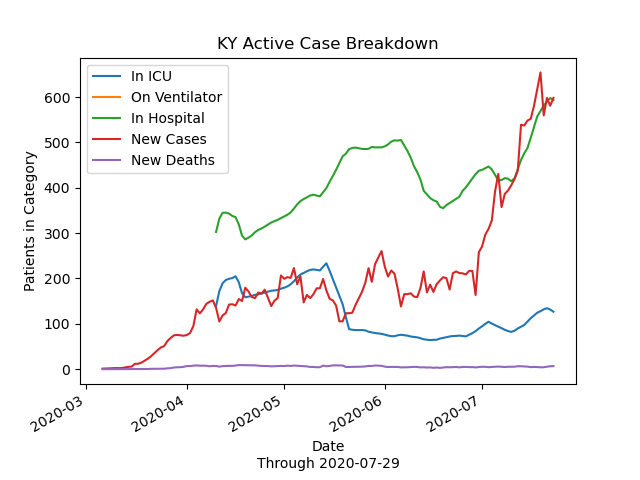 KY Active Case Breakdown
In ICU
On Ventilator
In Hospital
New Cases
New Deaths
Patients in Category
600
500
400
300
200
100
0
2020-03
2020-04
2020-05
2020-06
2020-07
Date
Through 2020-07-29